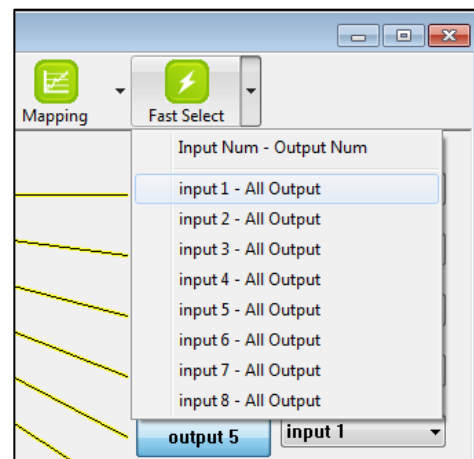 Mapping
Fast Select
Input Num - Output Num
input 1 - All Output
input 2 - All Output
input 3 - All Output
input 4 - All Output
input 5 - All Output
input 6 - All Output
input 7 - All Output
input 8 - All Output
output 5
input 1